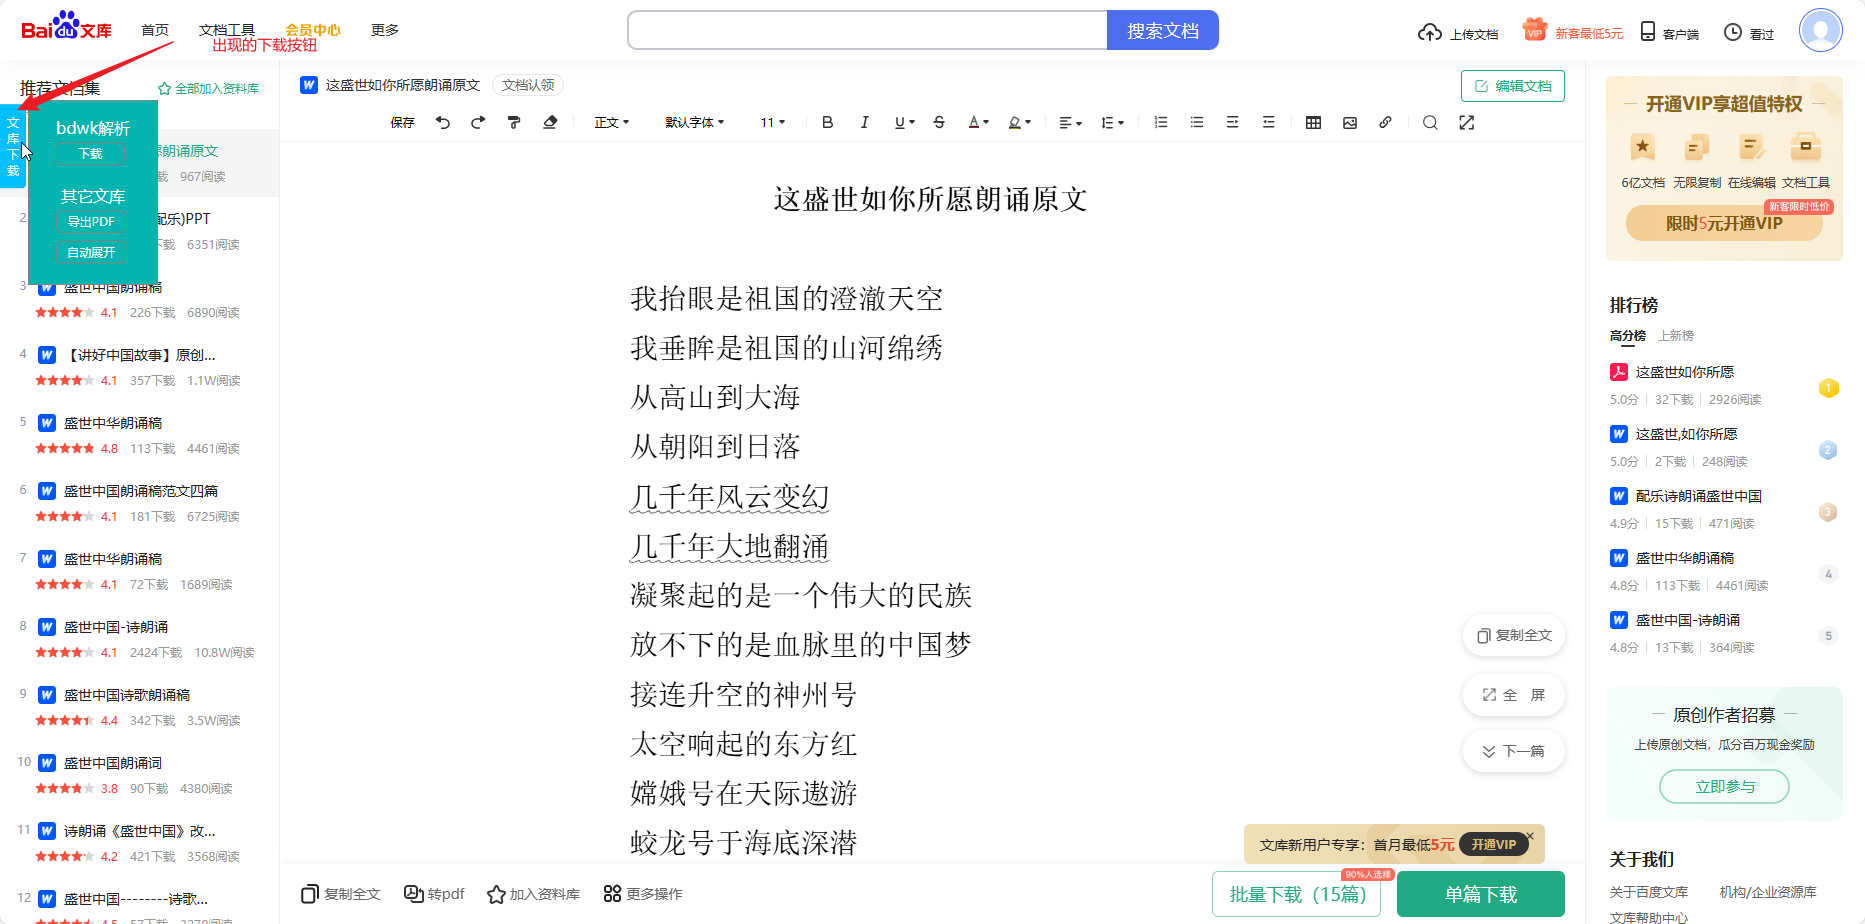 Bai du 文库
首页
文档工具
会员中心
更多
搜索文档
上传文档
VIP
新客最低5元
客户端
看过
出现的下载按钮
推荐文档集
全部加入资料库
文库下载
bdwk解析
下载
其它文库
导出PDF
自动展开
愿朗诵原文
载 967阅读
2 配乐)PPT
下载 6351阅读
3 W 盛世中国朗诵稿
4.1 226下载 6890阅读
4 W 【讲好中国故事】原创...
4.1 357下载 1.1W阅读
5 W 盛世中华朗诵稿
4.8 113下载 4461阅读
6 W 盛世中国朗诵稿范文四篇
4.1 181下载 6725阅读
7 W 盛世中华朗诵稿
4.1 72下载 1689阅读
8 W 盛世中国-诗朗诵
4.1 2424下载 10.8W阅读
9 W 盛世中国诗歌朗诵稿
4.4 342下载 3.5W阅读
10 W 盛世中国朗诵词
3.8 90下载 4380阅读
11 W 诗朗诵《盛世中国》改...
4.2 421下载 3568阅读
12 W 盛世中国--------诗歌...
4.5 57下载 3279阅读
W 这盛世如你所愿朗诵原文
文档认领
编辑文档
保存
正文
默认字体
11
B I U S A
这盛世如你所愿朗诵原文
我抬眼是祖国的澄澈天空
我垂眸是祖国的山河绵绣
从高山到大海
从朝阳到日落
几千年风云变幻
几千年大地翻涌
凝聚起的是一个伟大的民族
放不下的是血脉里的中国梦
接连升空的神州号
太空响起的东方红
嫦娥号在天际遨游
蛟龙号于海底深潜
复制全文
全 屏
下一篇
文库新用户专享：首月最低5元 开通VIP ×
复制全文
转pdf
加入资料库
更多操作
90%人选择
批量下载（15篇）
单篇下载
开通VIP享超值特权
6亿文档 无限复制 在线编辑 文档工具
新客限时低价
限时5元开通VIP
排行榜
高分榜 上新榜
这盛世如你所愿
5.0分 32下载 2926阅读
1
W 这盛世,如你所愿
5.0分 2下载 248阅读
2
W 配乐诗朗诵盛世中国
4.9分 15下载 471阅读
3
W 盛世中华朗诵稿
4.8分 113下载 4461阅读
4
W 盛世中国-诗朗诵
4.8分 13下载 364阅读
5
原创作者招募
上传原创文档，瓜分百万现金奖励
立即参与
关于我们
关于百度文库
机构/企业资源库
文库帮助中心